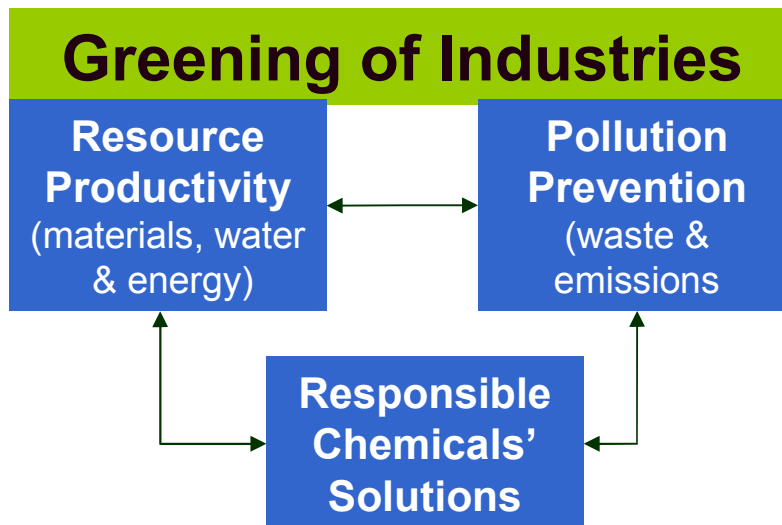 Greening of Industries
Resource
Productivity
(materials, water
& energy)
Pollution
Prevention
(waste &
emissions
Responsible
Chemicals’
Solutions